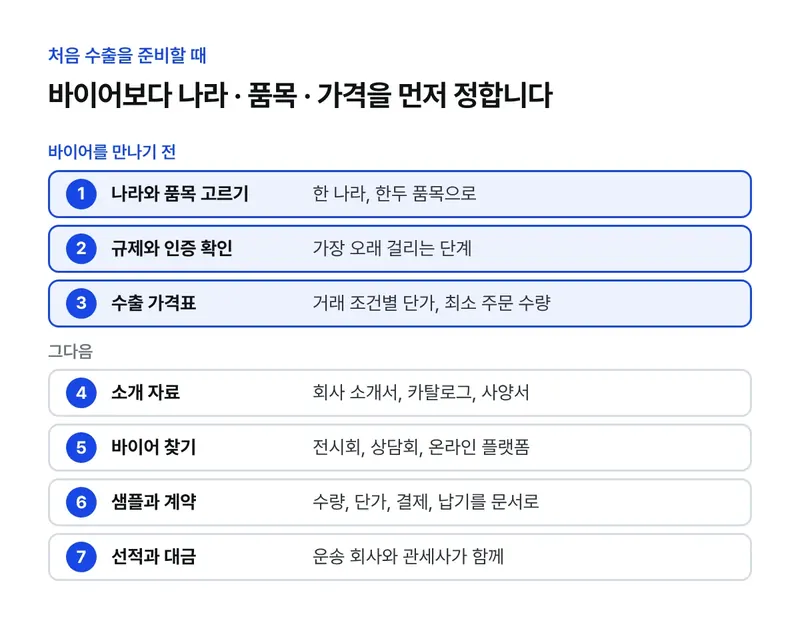 처음 수출을 준비할 때
바이어보다 나라 · 품목 · 가격을 먼저 정합니다
바이어를 만나기 전
1 나라와 품목 고르기 한 나라, 한두 품목으로
2 규제와 인증 확인 가장 오래 걸리는 단계
3 수출 가격표 거래 조건별 단가, 최소 주문 수량
그다음
4 소개 자료 회사 소개서, 카탈로그, 사양서
5 바이어 찾기 전시회, 상담회, 온라인 플랫폼
6 샘플과 계약 수량, 단가, 결제, 납기를 문서로
7 선적과 대금 운송 회사와 관세사가 함께